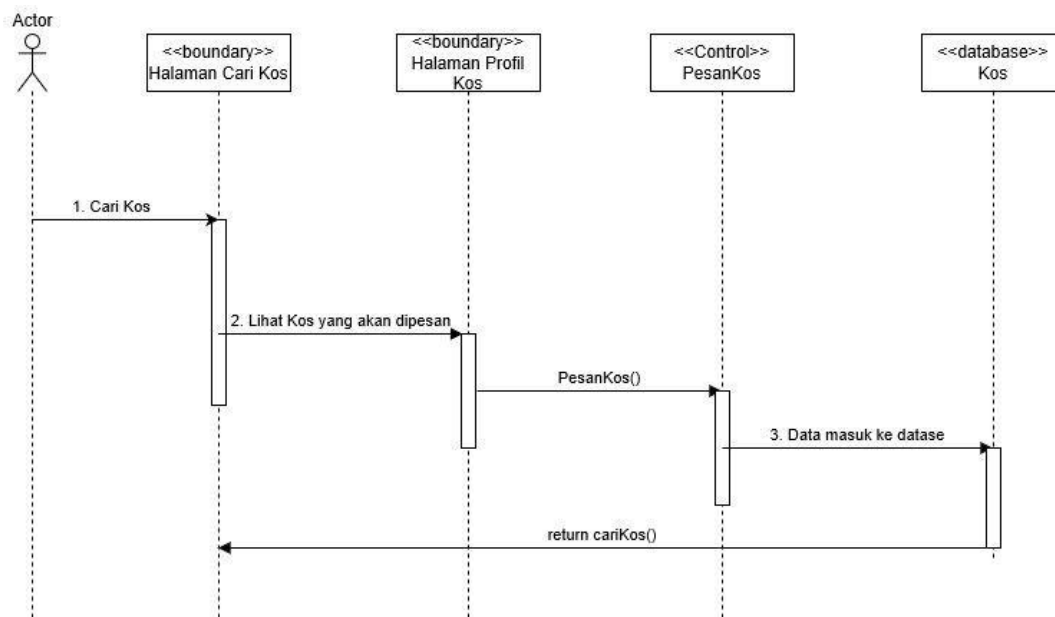 Actor
<<boundary>>
Halaman Cari Kos
<<boundary>>
Halaman Profil
Kos
<<Control>>
PesanKos
<<database>>
Kos
1. Cari Kos
2. Lihat Kos yang akan dipesan
PesanKos()
3. Data masuk ke datase
return cariKos()